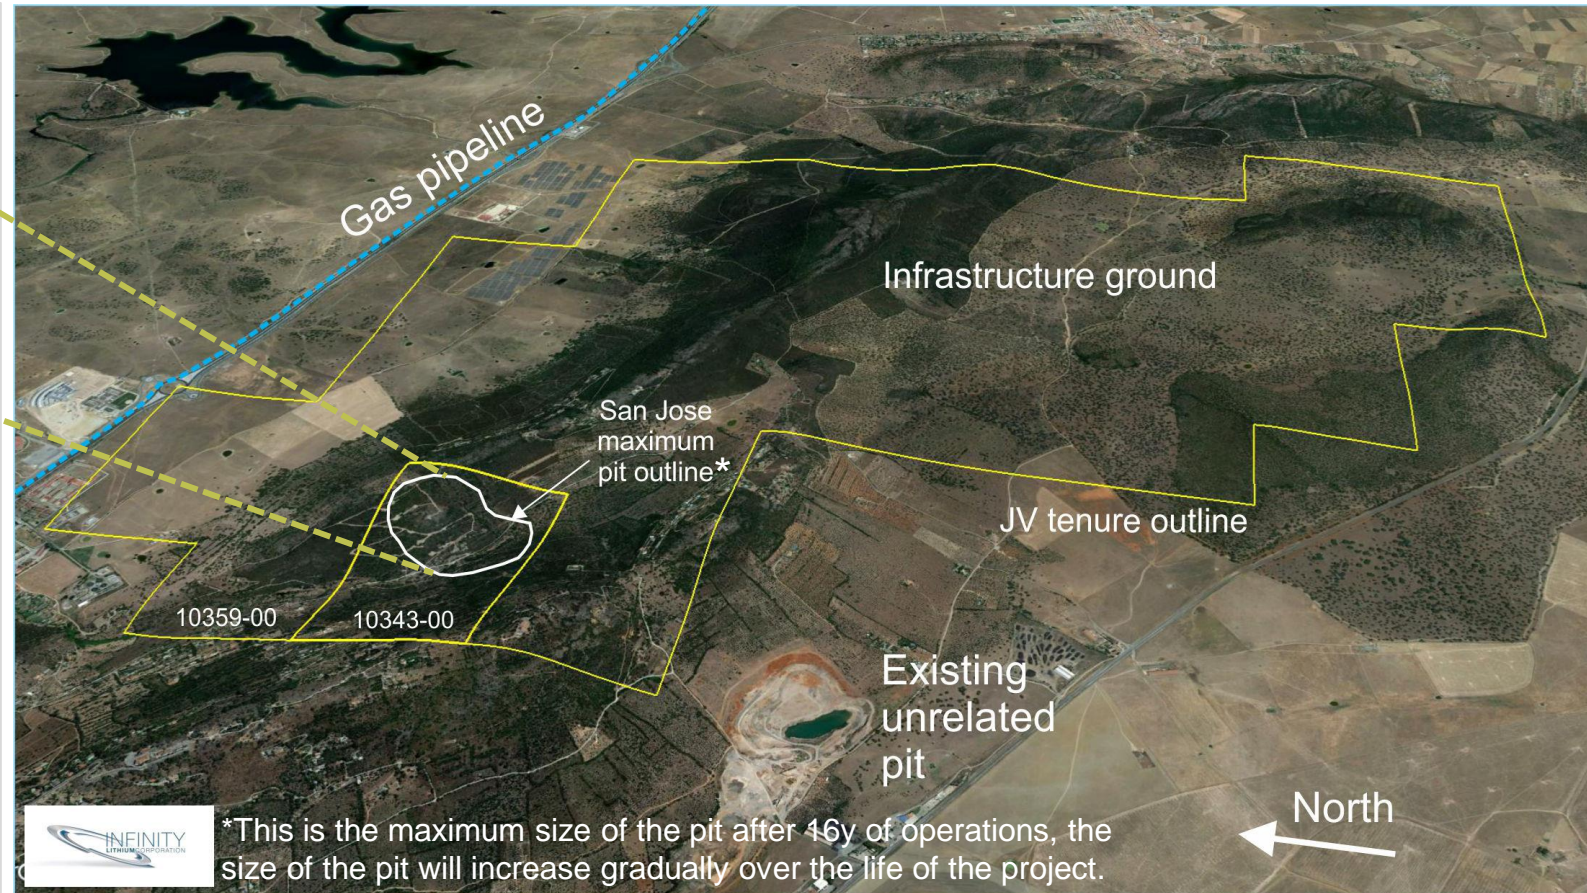 Gas pipeline
Infrastructure ground
San Jose
maximum
pit outline*
JV tenure outline
10359-00
10343-00
Existing
unrelated
pit
North
INFINITY
LITHIUM CORPORATION
*This is the maximum size of the pit after 16y of operations, the
size of the pit will increase gradually over the life of the project.